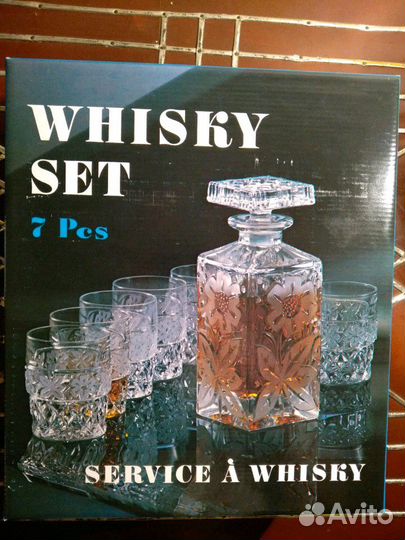 WHISKY
SET
7 Pcs
SERVICE À WHISKY
Avito